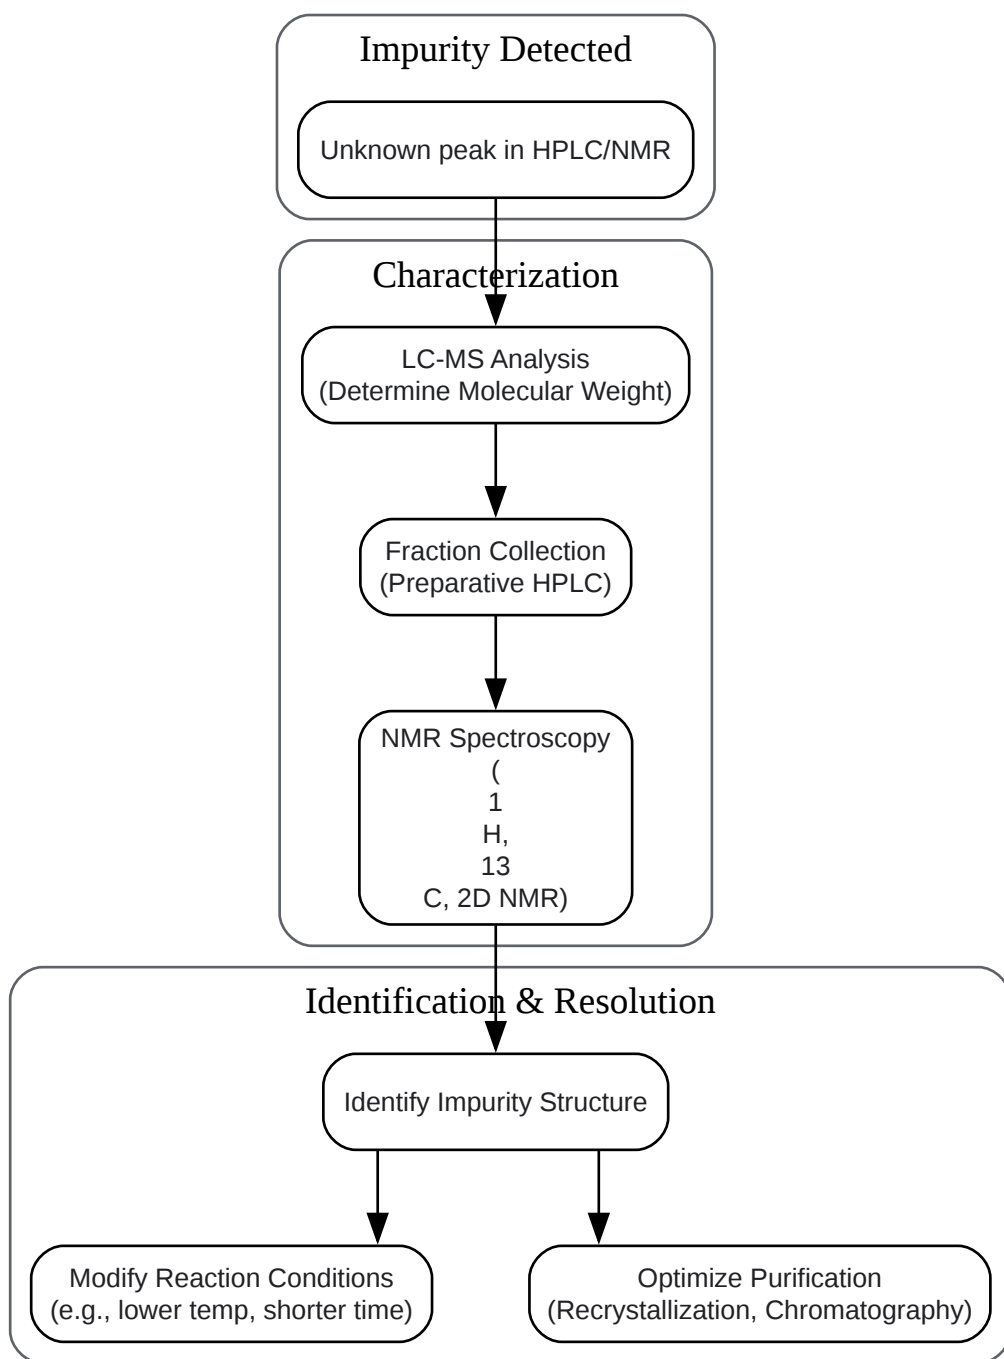 Impurity Detected
Unknown peak in HPLC/NMR
Characterization
LC-MS Analysis
(Determine Molecular Weight)
Fraction Collection
(Preparative HPLC)
NMR Spectroscopy
(
1
H,
13
C, 2D NMR)
Identification & Resolution
Identify Impurity Structure
Modify Reaction Conditions
(e.g., lower temp, shorter time)
Optimize Purification
(Recrystallization, Chromatography)